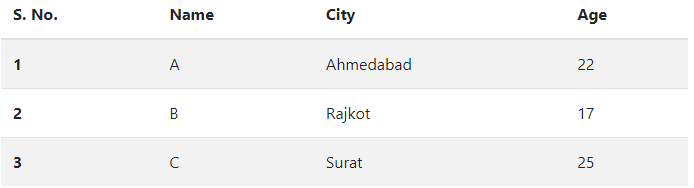 S. No. Name City Age
1 A Ahmedabad 22
2 B Rajkot 17
3 C Surat 25